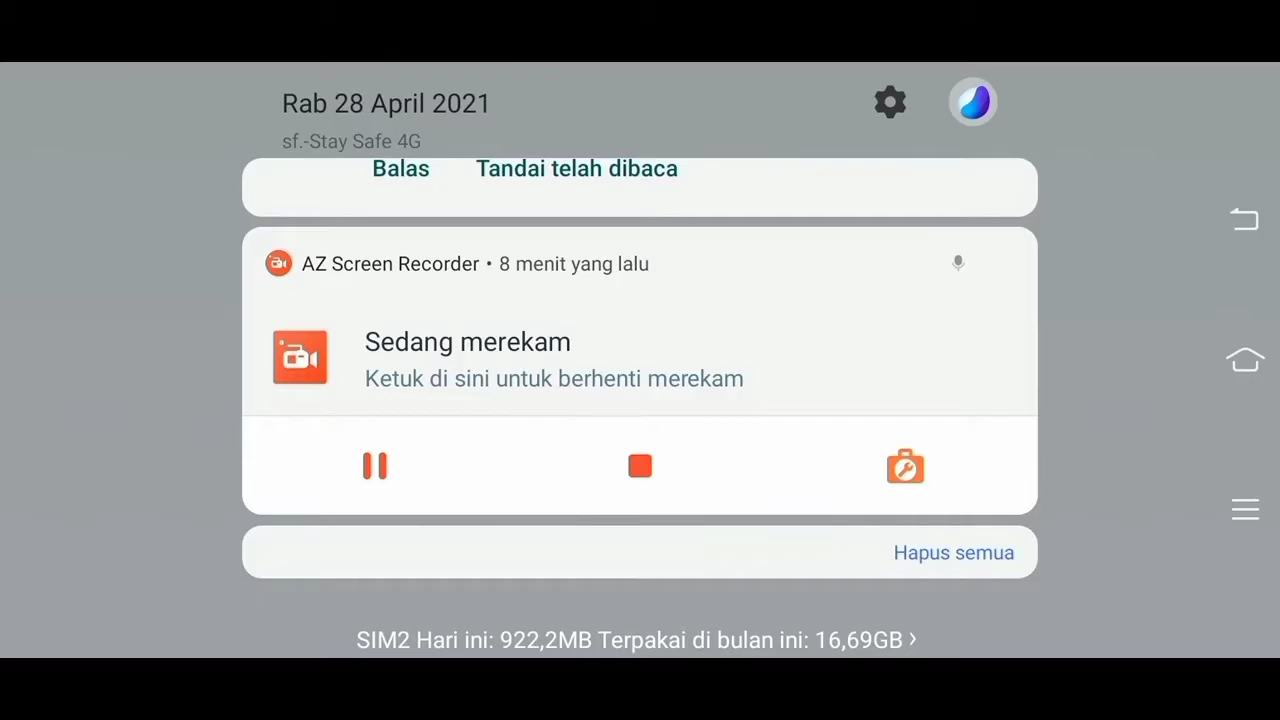 Rab 28 April 2021
sf.-Stay Safe 4G
Balas Tandai telah dibaca
AZ Screen Recorder • 8 menit yang lalu
Sedang merekam
Ketuk di sini untuk berhenti merekam
Hapus semua
SIM2 Hari ini: 922,2MB Terpakai di bulan ini: 16,69GB ›